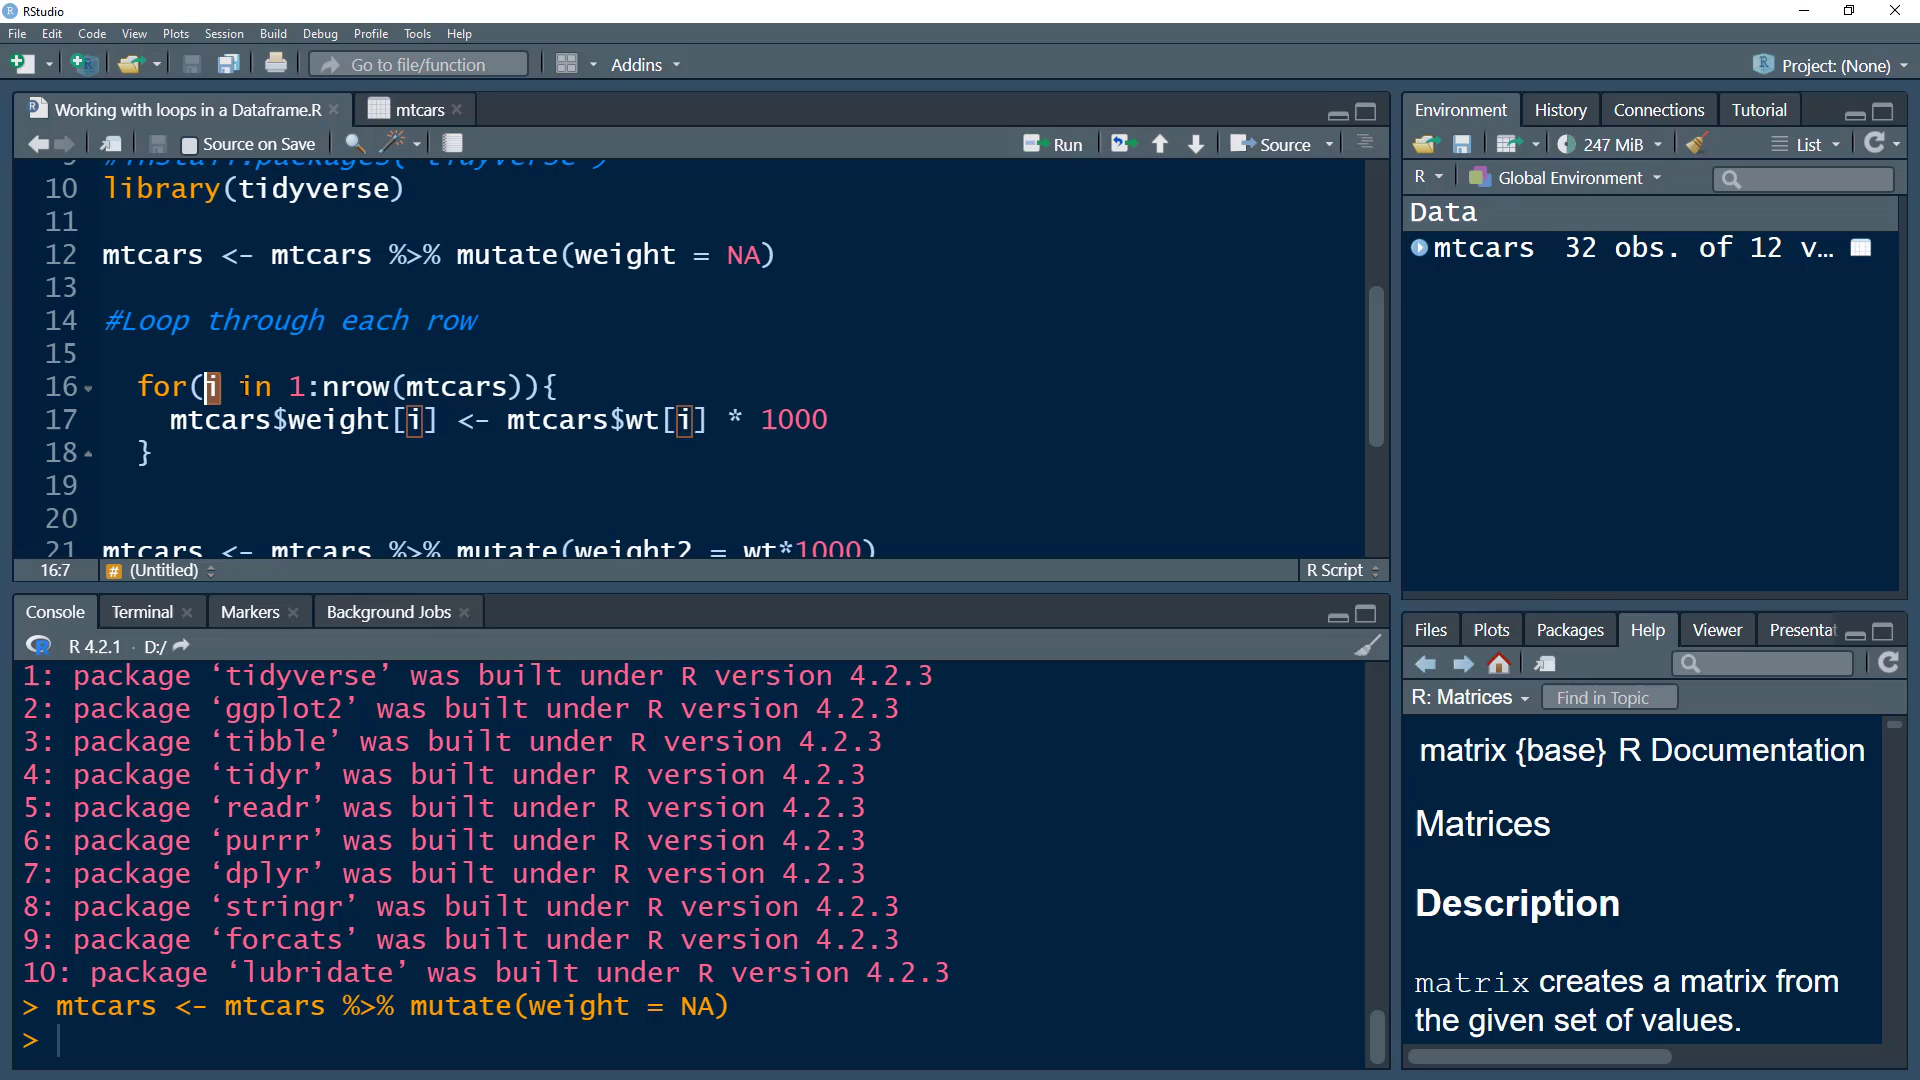 RStudio
File Edit Code View Plots Session Build Debug Profile Tools Help
Go to file/function
Addins
Project: (None)
Working with loops in a Dataframe.R
mtcars
Source on Save
Run
Source
9 #install.packages("tidyverse")
10 library(tidyverse)
11
12 mtcars <- mtcars %>% mutate(weight = NA)
13
14 #Loop through each row
15
16 for(i in 1:nrow(mtcars)){
17 mtcars$weight[i] <- mtcars$wt[i] * 1000
18 }
19
20
21 mtcars <- mtcars %>% mutate(weight2 = wt*1000)
16:7
# (Untitled)
R Script
Console Terminal Markers Background Jobs
R 4.2.1 · D:/
1: package ‘tidyverse’ was built under R version 4.2.3
2: package ‘ggplot2’ was built under R version 4.2.3
3: package ‘tibble’ was built under R version 4.2.3
4: package ‘tidyr’ was built under R version 4.2.3
5: package ‘readr’ was built under R version 4.2.3
6: package ‘purrr’ was built under R version 4.2.3
7: package ‘dplyr’ was built under R version 4.2.3
8: package ‘stringr’ was built under R version 4.2.3
9: package ‘forcats’ was built under R version 4.2.3
10: package ‘lubridate’ was built under R version 4.2.3
> mtcars <- mtcars %>% mutate(weight = NA)
>
Environment History Connections Tutorial
247 MiB
List
R
Global Environment
Data
mtcars 32 obs. of 12 v…
Files Plots Packages Help Viewer Presentat
R: Matrices
Find in Topic
matrix {base} R Documentation
Matrices
Description
matrix creates a matrix from
the given set of values.